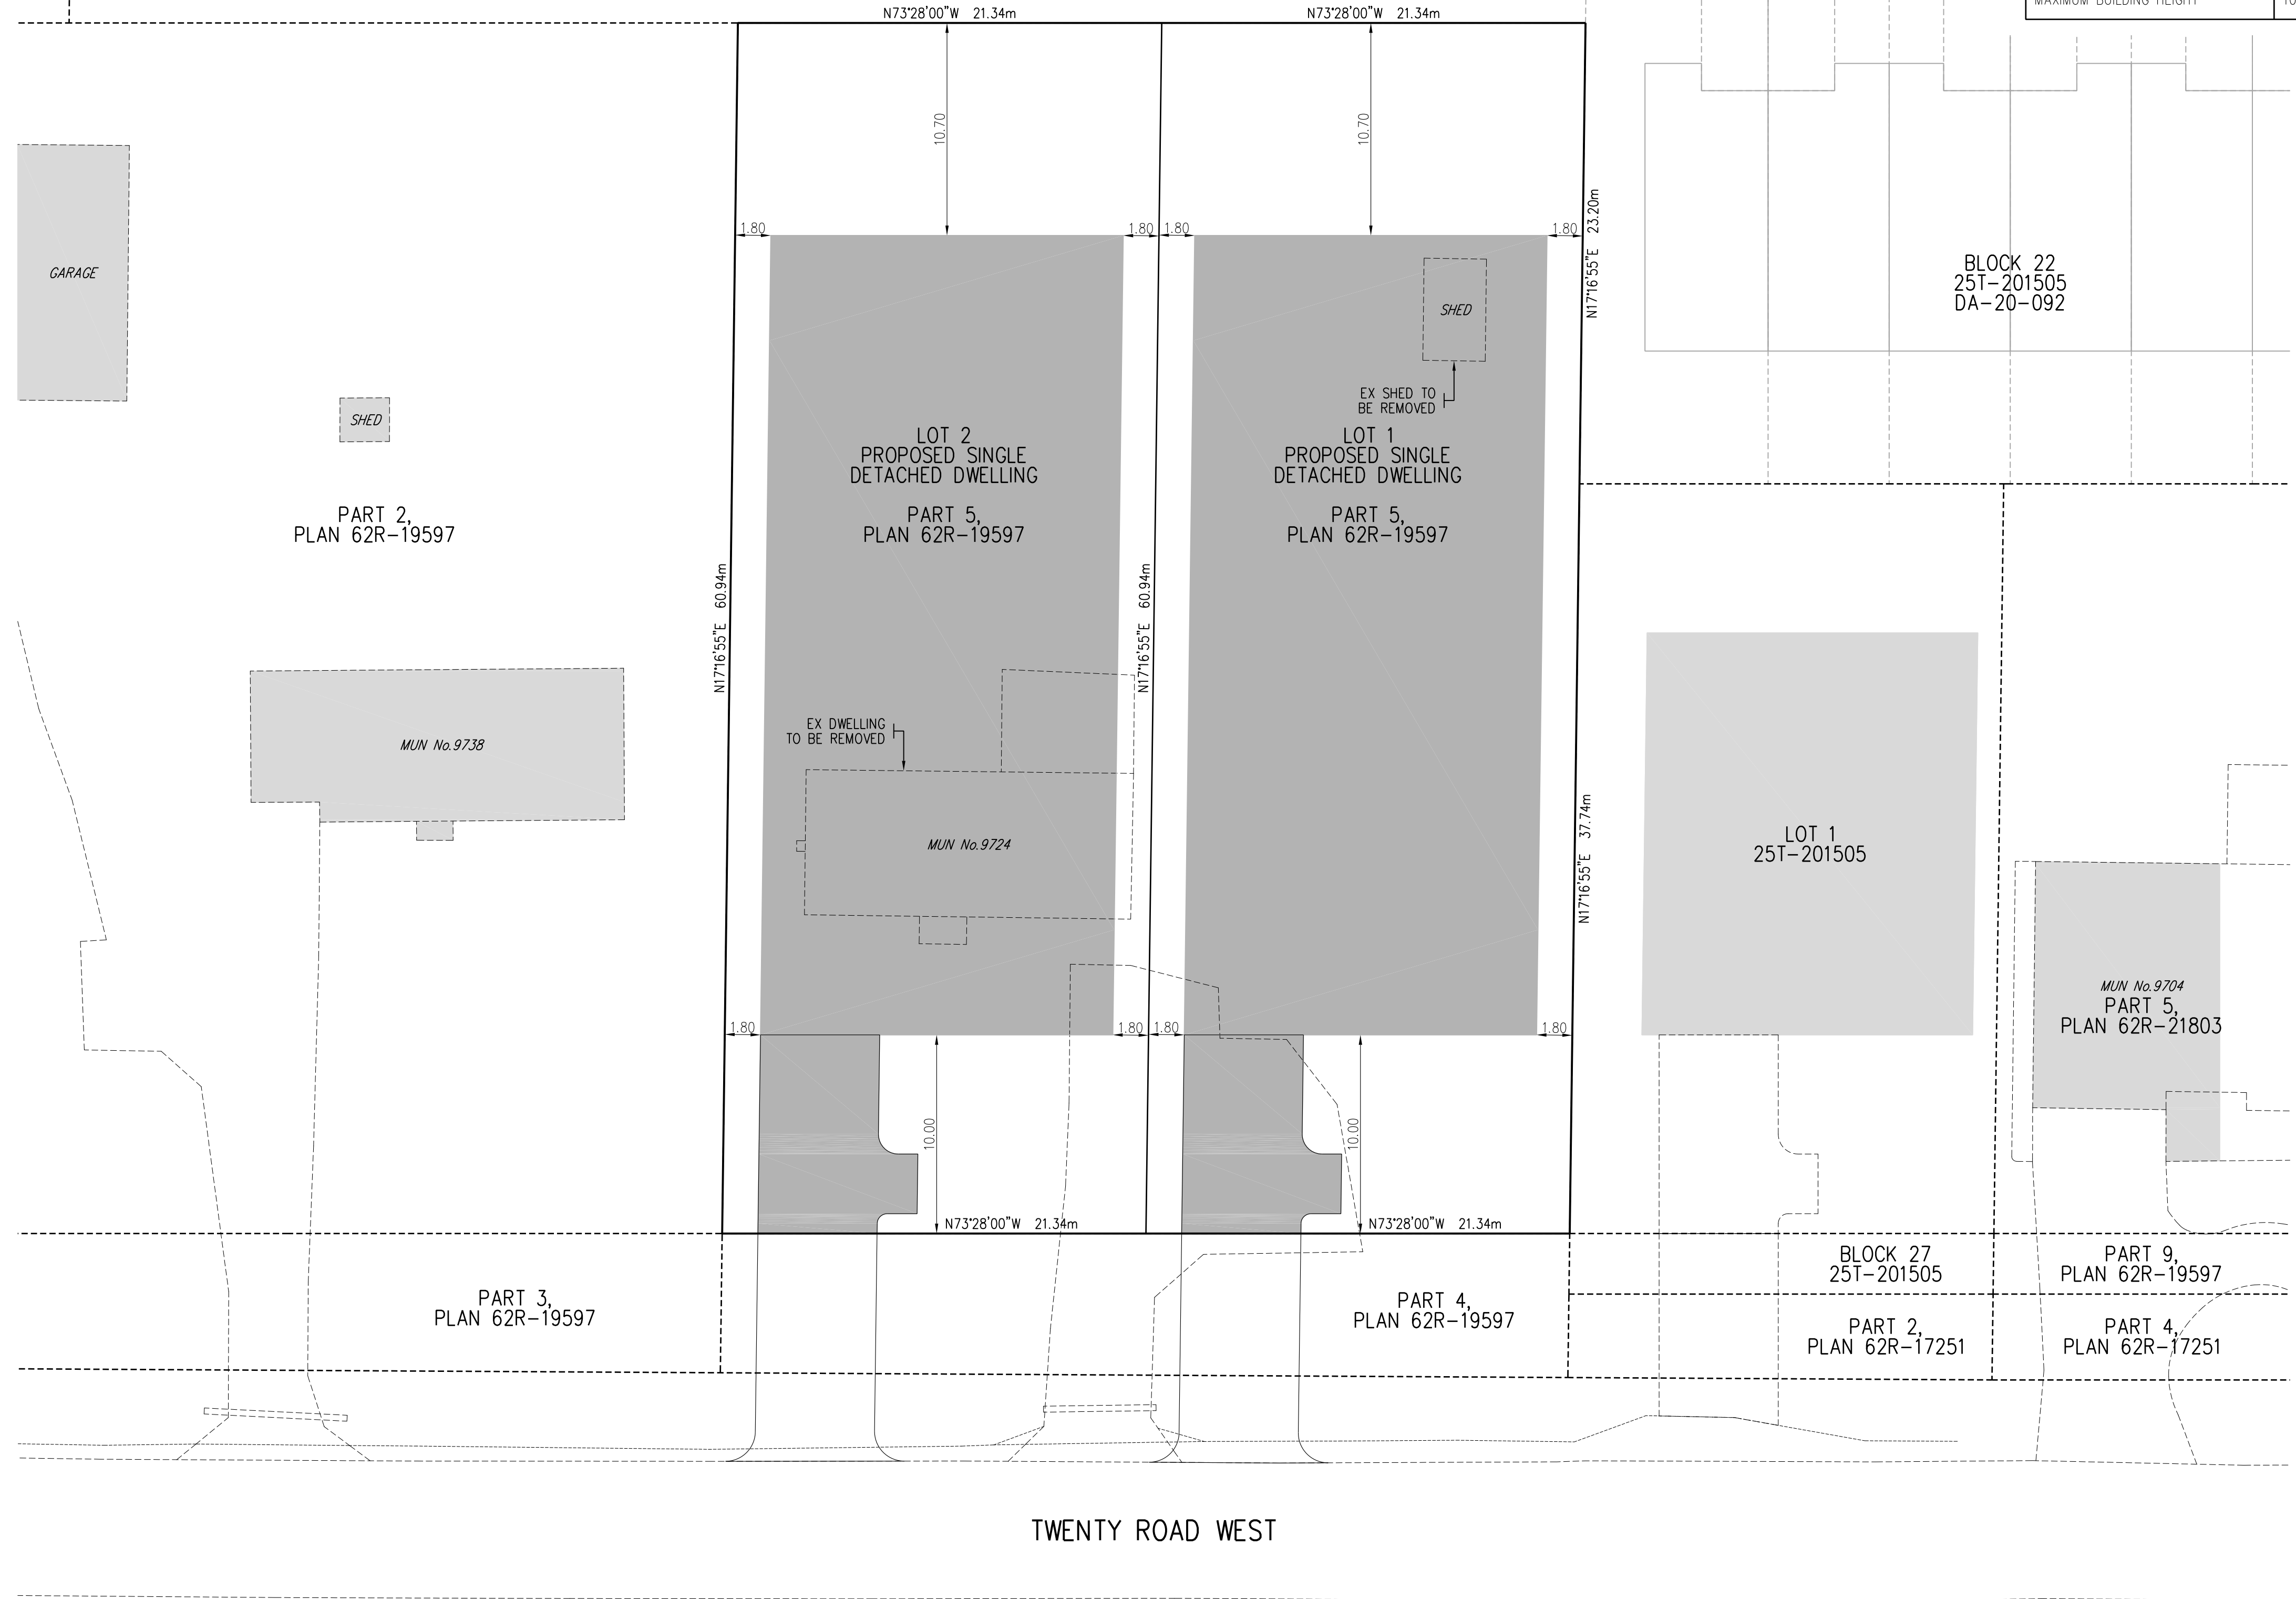 N73°28'00"W 21.34m
N73°28'00"W 21.34m
MAXIMUM BUILDING HEIGHT
10.70
10.70
1.80
1.80
1.80
1.80
N17°16'55"E 23.20m
GARAGE
SHED
BLOCK 22
25T-201505
DA-20-092
SHED
EX SHED TO
BE REMOVED
LOT 2
PROPOSED SINGLE
DETACHED DWELLING
PART 5,
PLAN 62R-19597
LOT 1
PROPOSED SINGLE
DETACHED DWELLING
PART 5,
PLAN 62R-19597
PART 2,
PLAN 62R-19597
N17°16'55"E 60.94m
N17°16'55"E 60.94m
MUN No.9738
EX DWELLING
TO BE REMOVED
MUN No.9724
N17°16'55"E 37.74m
LOT 1
25T-201505
MUN No.9704
PART 5,
PLAN 62R-21803
1.80
1.80
1.80
1.80
10.00
10.00
N73°28'00"W 21.34m
N73°28'00"W 21.34m
BLOCK 27
25T-201505
PART 9,
PLAN 62R-19597
PART 3,
PLAN 62R-19597
PART 4,
PLAN 62R-19597
PART 2,
PLAN 62R-17251
PART 4,
PLAN 62R-17251
TWENTY ROAD WEST